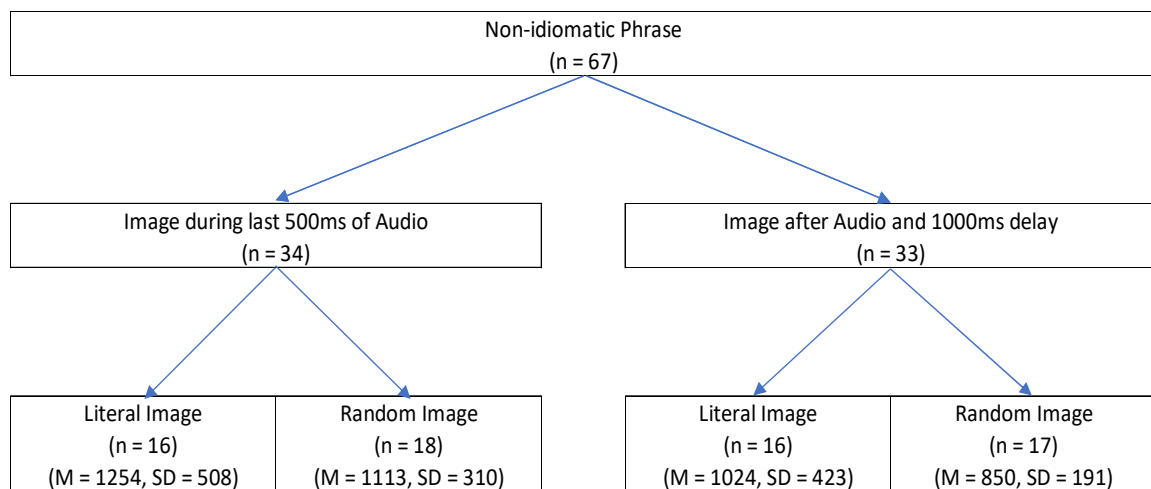 Non-idiomatic Phrase
(n = 67)
Image during last 500ms of Audio
(n = 34)
Image after Audio and 1000ms delay
(n = 33)
Literal Image
(n = 16)
(M = 1254, SD = 508)
Random Image
(n = 18)
(M = 1113, SD = 310)
Literal Image
(n = 16)
(M = 1024, SD = 423)
Random Image
(n = 17)
(M = 850, SD = 191)